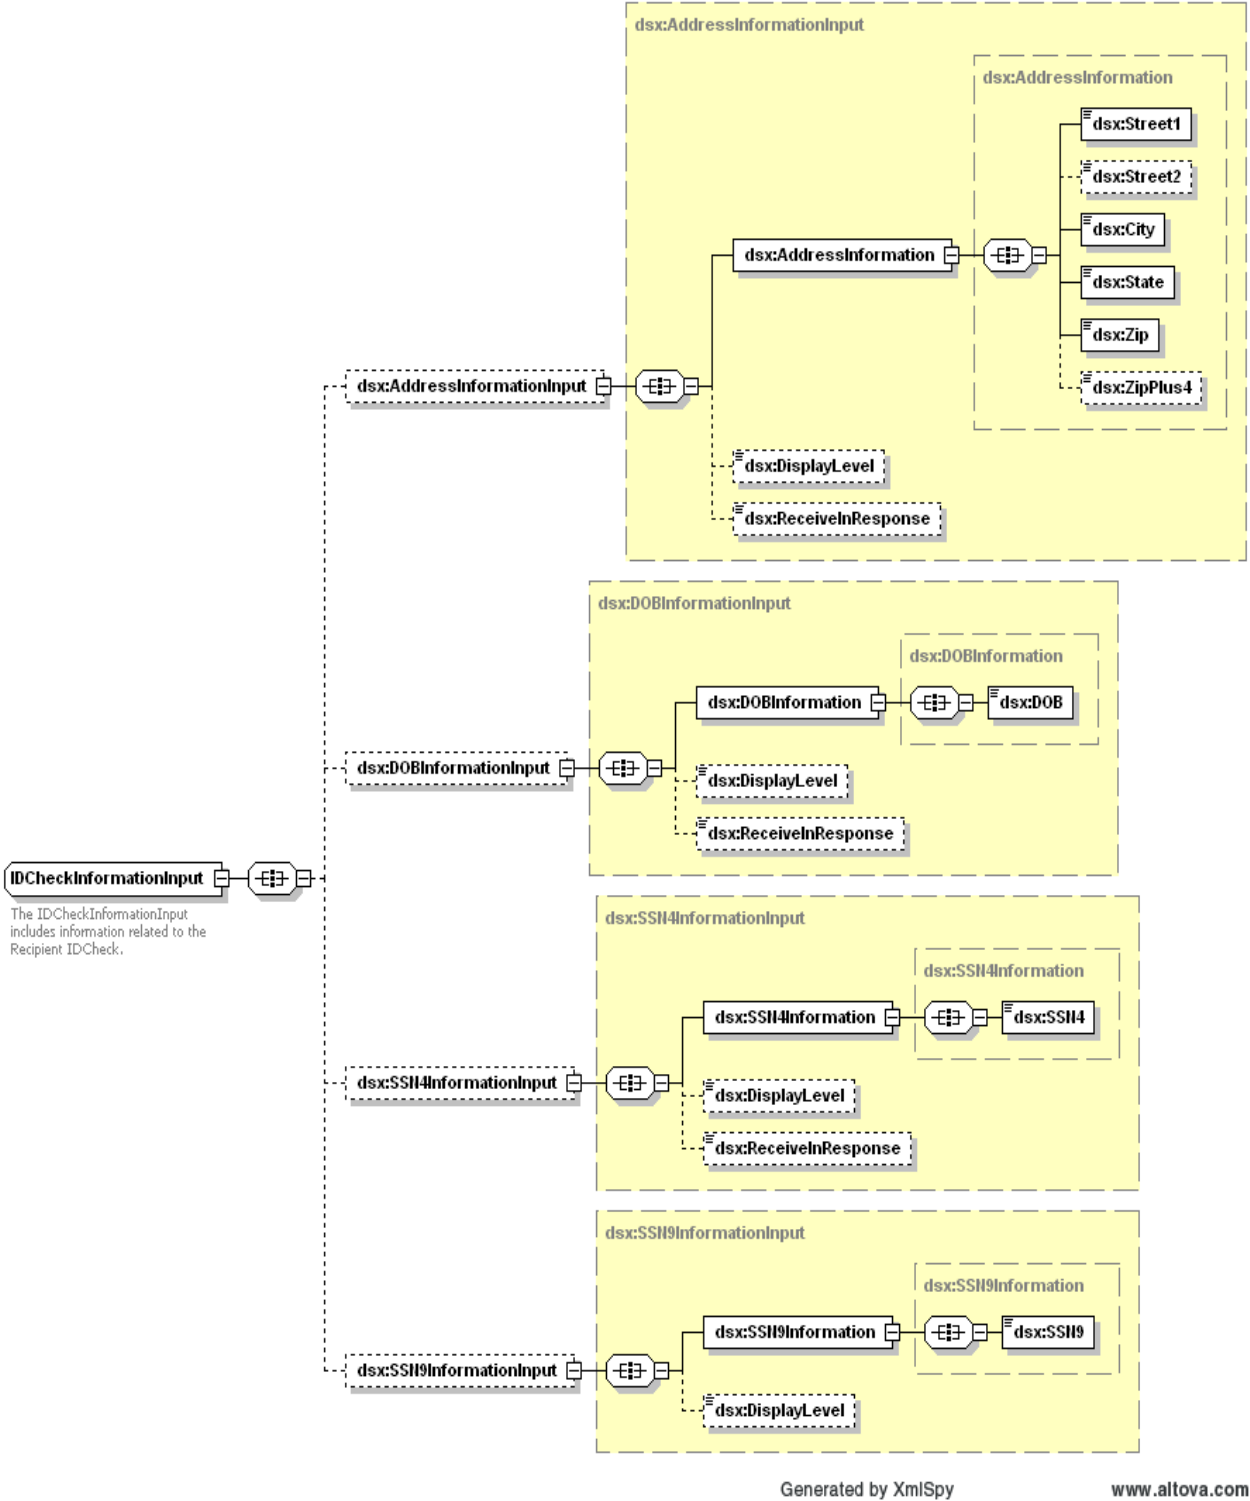 dsx:AddressInformationInput
dsx:AddressInformation
dsx:Street1
dsx:Street2
dsx:City
dsx:AddressInformation
dsx:State
dsx:Zip
dsx:AddressInformationInput
dsx:ZipPlus4
dsx:DisplayLevel
dsx:ReceiveInResponse
dsx:DOBInformationInput
dsx:DOBInformation
dsx:DOBInformation
dsx:DOB
dsx:DOBInformationInput
dsx:DisplayLevel
dsx:ReceiveInResponse
IDCheckInformationInput
The IDCheckInformationInput
includes information related to the
Recipient IDCheck.
dsx:SSN4InformationInput
dsx:SSN4Information
dsx:SSN4Information
dsx:SSN4
dsx:SSN4InformationInput
dsx:DisplayLevel
dsx:ReceiveInResponse
dsx:SSN9InformationInput
dsx:SSN9Information
dsx:SSN9Information
dsx:SSN9
dsx:SSN9InformationInput
dsx:DisplayLevel
Generated by XmlSpy
www.altova.com